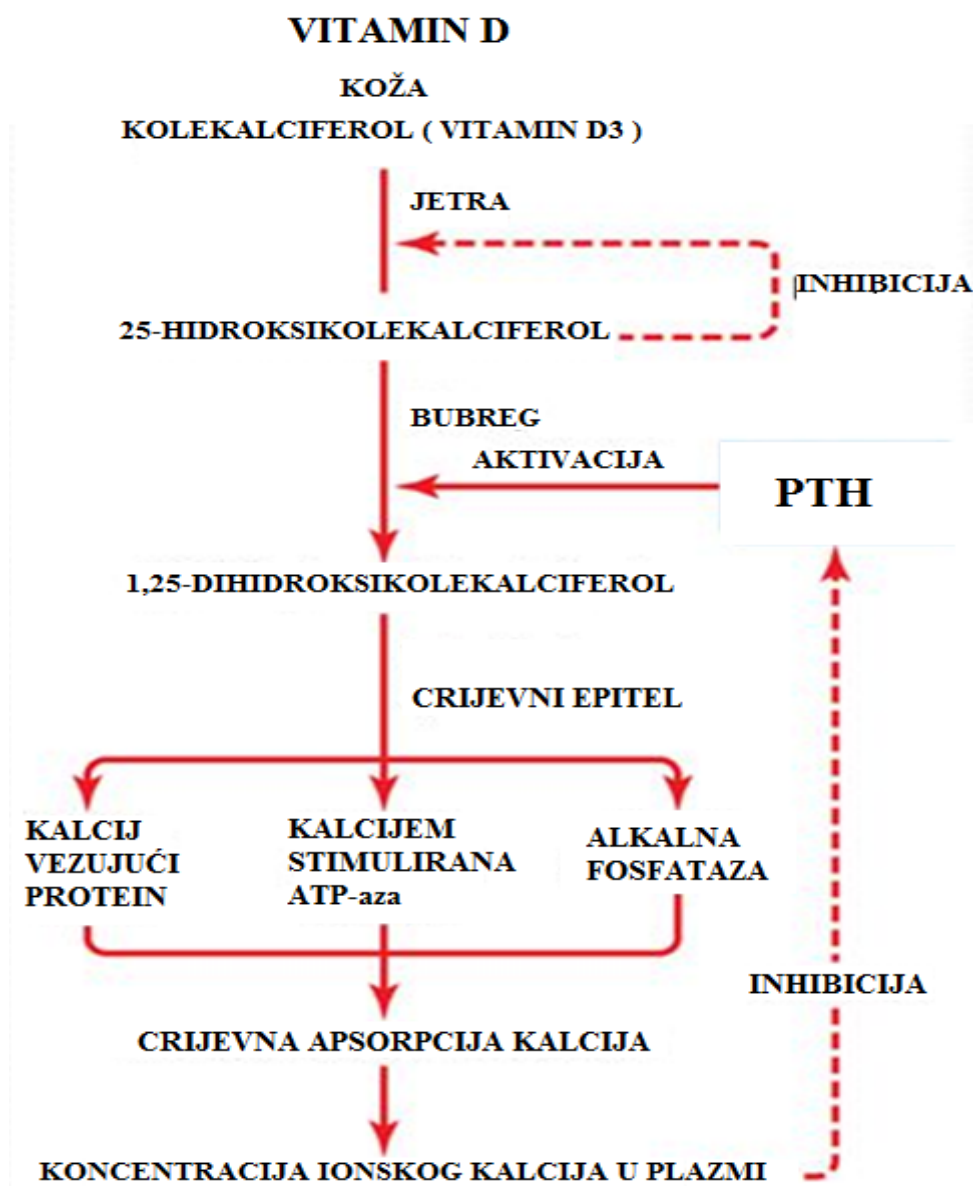 VITAMIN D
KOŽA
KOLEKALCIFEROL ( VITAMIN D3 )
JETRA
INHIBICIJA
25-HIDROKSIKOLEKALCIFEROL
BUBREG
AKTIVACIJA
PTH
1,25-DIHIDROKSIKOLEKALCIFEROL
CRIJEVNI EPITEL
KALCIJ
VEZUJUĆI
PROTEIN
KALCIJEM
STIMULIRANA
ATP-aza
ALKALNA
FOSFATAZA
INHIBICIJA
CRIJEVNA APSORPCIJA KALCIJA
KONCENTRACIJA IONSKOG KALCIJA U PLAZMI